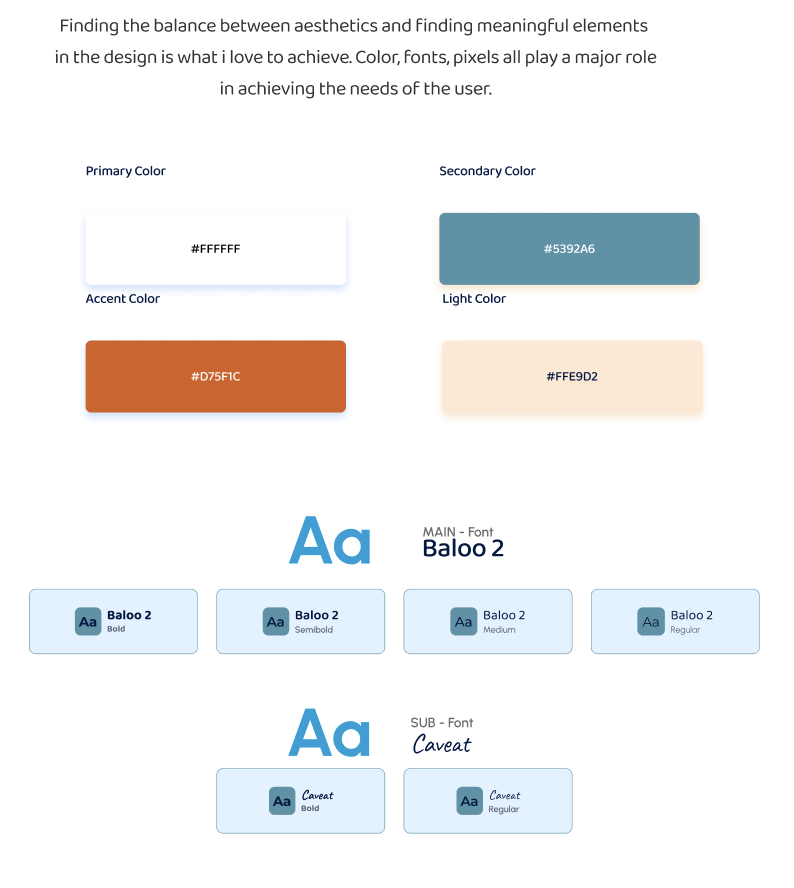 Finding the balance between aesthetics and finding meaningful elements
in the design is what i love to achieve. Color, fonts, pixels all play a major role
in achieving the needs of the user.
Primary Color
Secondary Color
#FFFFFF
#5392A6
Accent Color
Light Color
#D75F1C
#FFE9D2
Aa
MAIN - Font
Baloo 2
Aa
Baloo 2
Bold
Aa
Baloo 2
Semibold
Aa
Baloo 2
Medium
Aa
Baloo 2
Regular
Aa
SUB - Font
Caveat
Aa
Caveat
Bold
Aa
Caveat
Regular